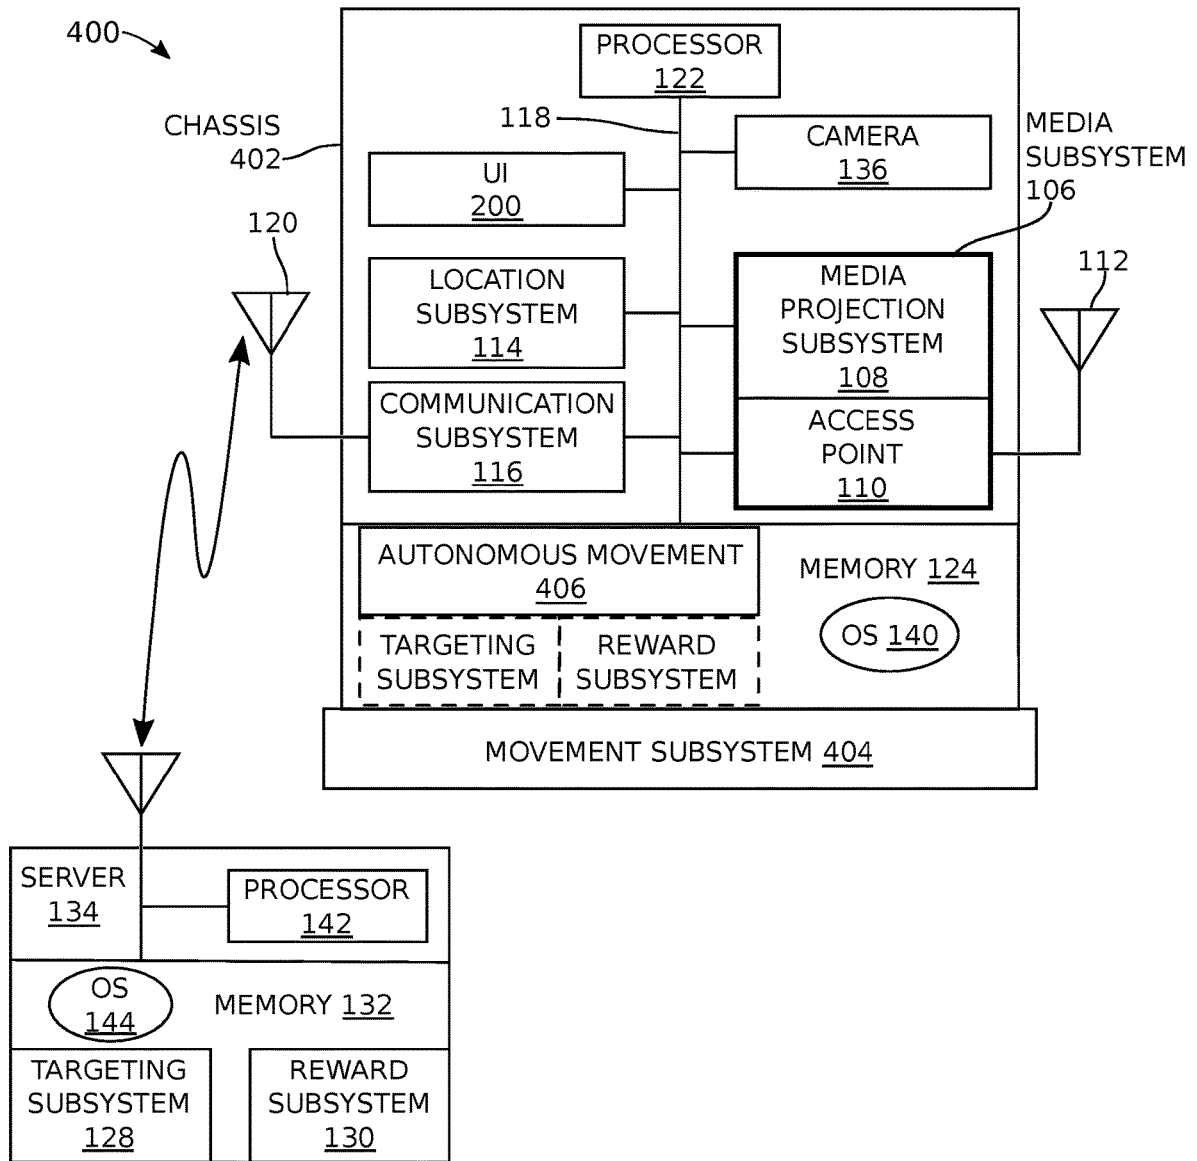 400
PROCESSOR
122
118
CHASSIS
402
CAMERA
136
MEDIA
SUBSYSTEM
106
UI
200
120
LOCATION
SUBSYSTEM
114
MEDIA
PROJECTION
SUBSYSTEM
108
112
COMMUNICATION
SUBSYSTEM
116
ACCESS
POINT
110
AUTONOMOUS MOVEMENT
406
MEMORY 124
OS 140
TARGETING
SUBSYSTEM
REWARD
SUBSYSTEM
MOVEMENT SUBSYSTEM 404
SERVER
134
PROCESSOR
142
OS
144
MEMORY 132
TARGETING
SUBSYSTEM
128
REWARD
SUBSYSTEM
130